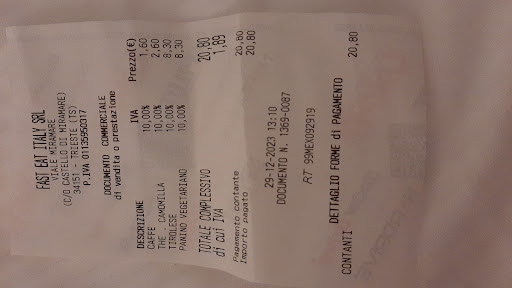 FAST EAT ITALY SRL
VIALE MIRAMARE
(C/O CASTELLO DI MIRAMARE)
34151 - TRIESTE (TS)
P.IVA 01135950317
DOCUMENTO COMMERCIALE
di vendita o prestazione
DESCRIZIONE IVA Prezzo(€)
CAFFE 10,00% 1,60
THE . CAMOMILLA 10,00% 2,60
TIROLESE 10,00% 8,30
PANINO VEGETARIANO 10,00% 8,30
TOTALE COMPLESSIVO 20,80
di cui IVA 1,89
Pagamento contante 20,80
Importo pagato 20,80
29-12-2023 13:10
DOCUMENTO N. 1369-0087
RT 99MEX092919
DETTAGLIO FORME di PAGAMENTO
CONTANTI 20,80